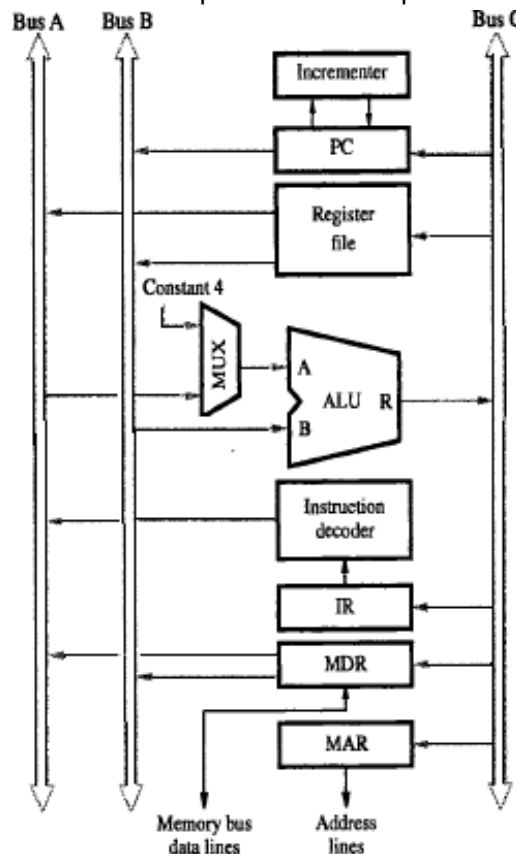 Bus A
Bus B
Bus C
Incrementer
PC
Register
file
Constant 4
MUX
A
ALU
R
B
Instruction
decoder
IR
MDR
MAR
Memory bus
data lines
Address
lines